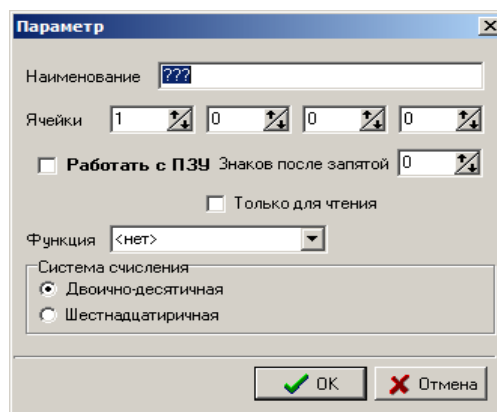 Параметр
Наименование ???
Ячейки 1 0 0 0
Работать с ПЗУ Знаков после запятой 0
Только для чтения
Функция <нет>
Система счисления
Двоично-десятичная
Шестнадцатиричная
OK Отмена